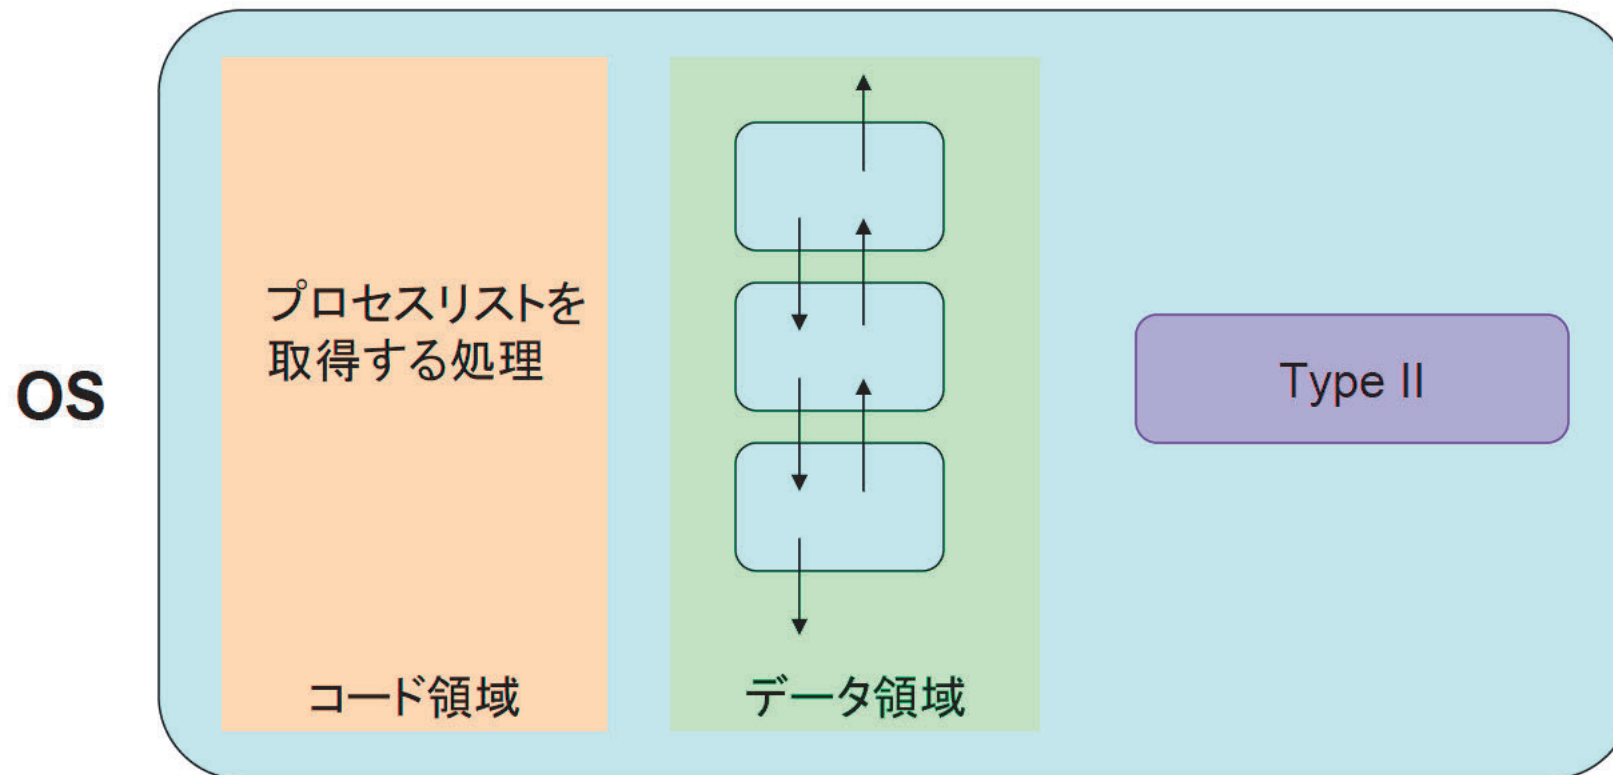 OS
プロセスリストを
取得する処理
コード領域
データ領域
Type II